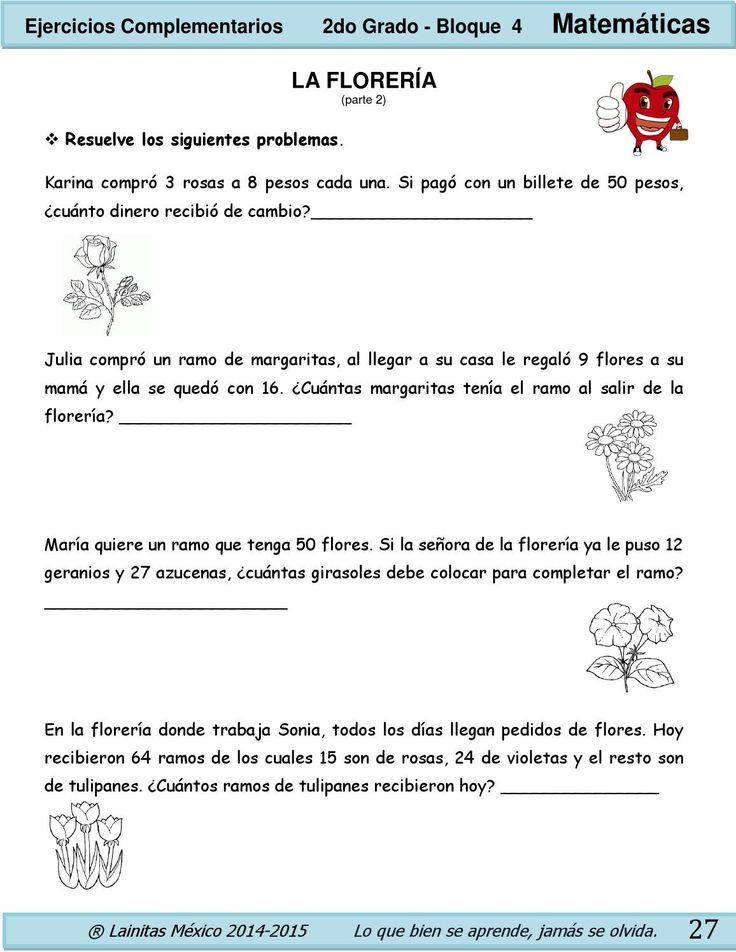 Ejercicios Complementarios 2do Grado - Bloque 4 Matemáticas
LA FLORERÍA
(parte 2)
❖ Resuelve los siguientes problemas.
Karina compró 3 rosas a 8 pesos cada una. Si pagó con un billete de 50 pesos,
¿cuánto dinero recibió de cambio?______________________
Julia compró un ramo de margaritas, al llegar a su casa le regaló 9 flores a su
mamá y ella se quedó con 16. ¿Cuántas margaritas tenía el ramo al salir de la
florería? _______________________
María quiere un ramo que tenga 50 flores. Si la señora de la florería ya le puso 12
geranios y 27 azucenas, ¿cuántas girasoles debe colocar para completar el ramo?
________________________
En la florería donde trabaja Sonia, todos los días llegan pedidos de flores. Hoy
recibieron 64 ramos de los cuales 15 son de rosas, 24 de violetas y el resto son
de tulipanes. ¿Cuántos ramos de tulipanes recibieron hoy? ________________
® Lainitas México 2014-2015 Lo que bien se aprende, jamás se olvida. 27